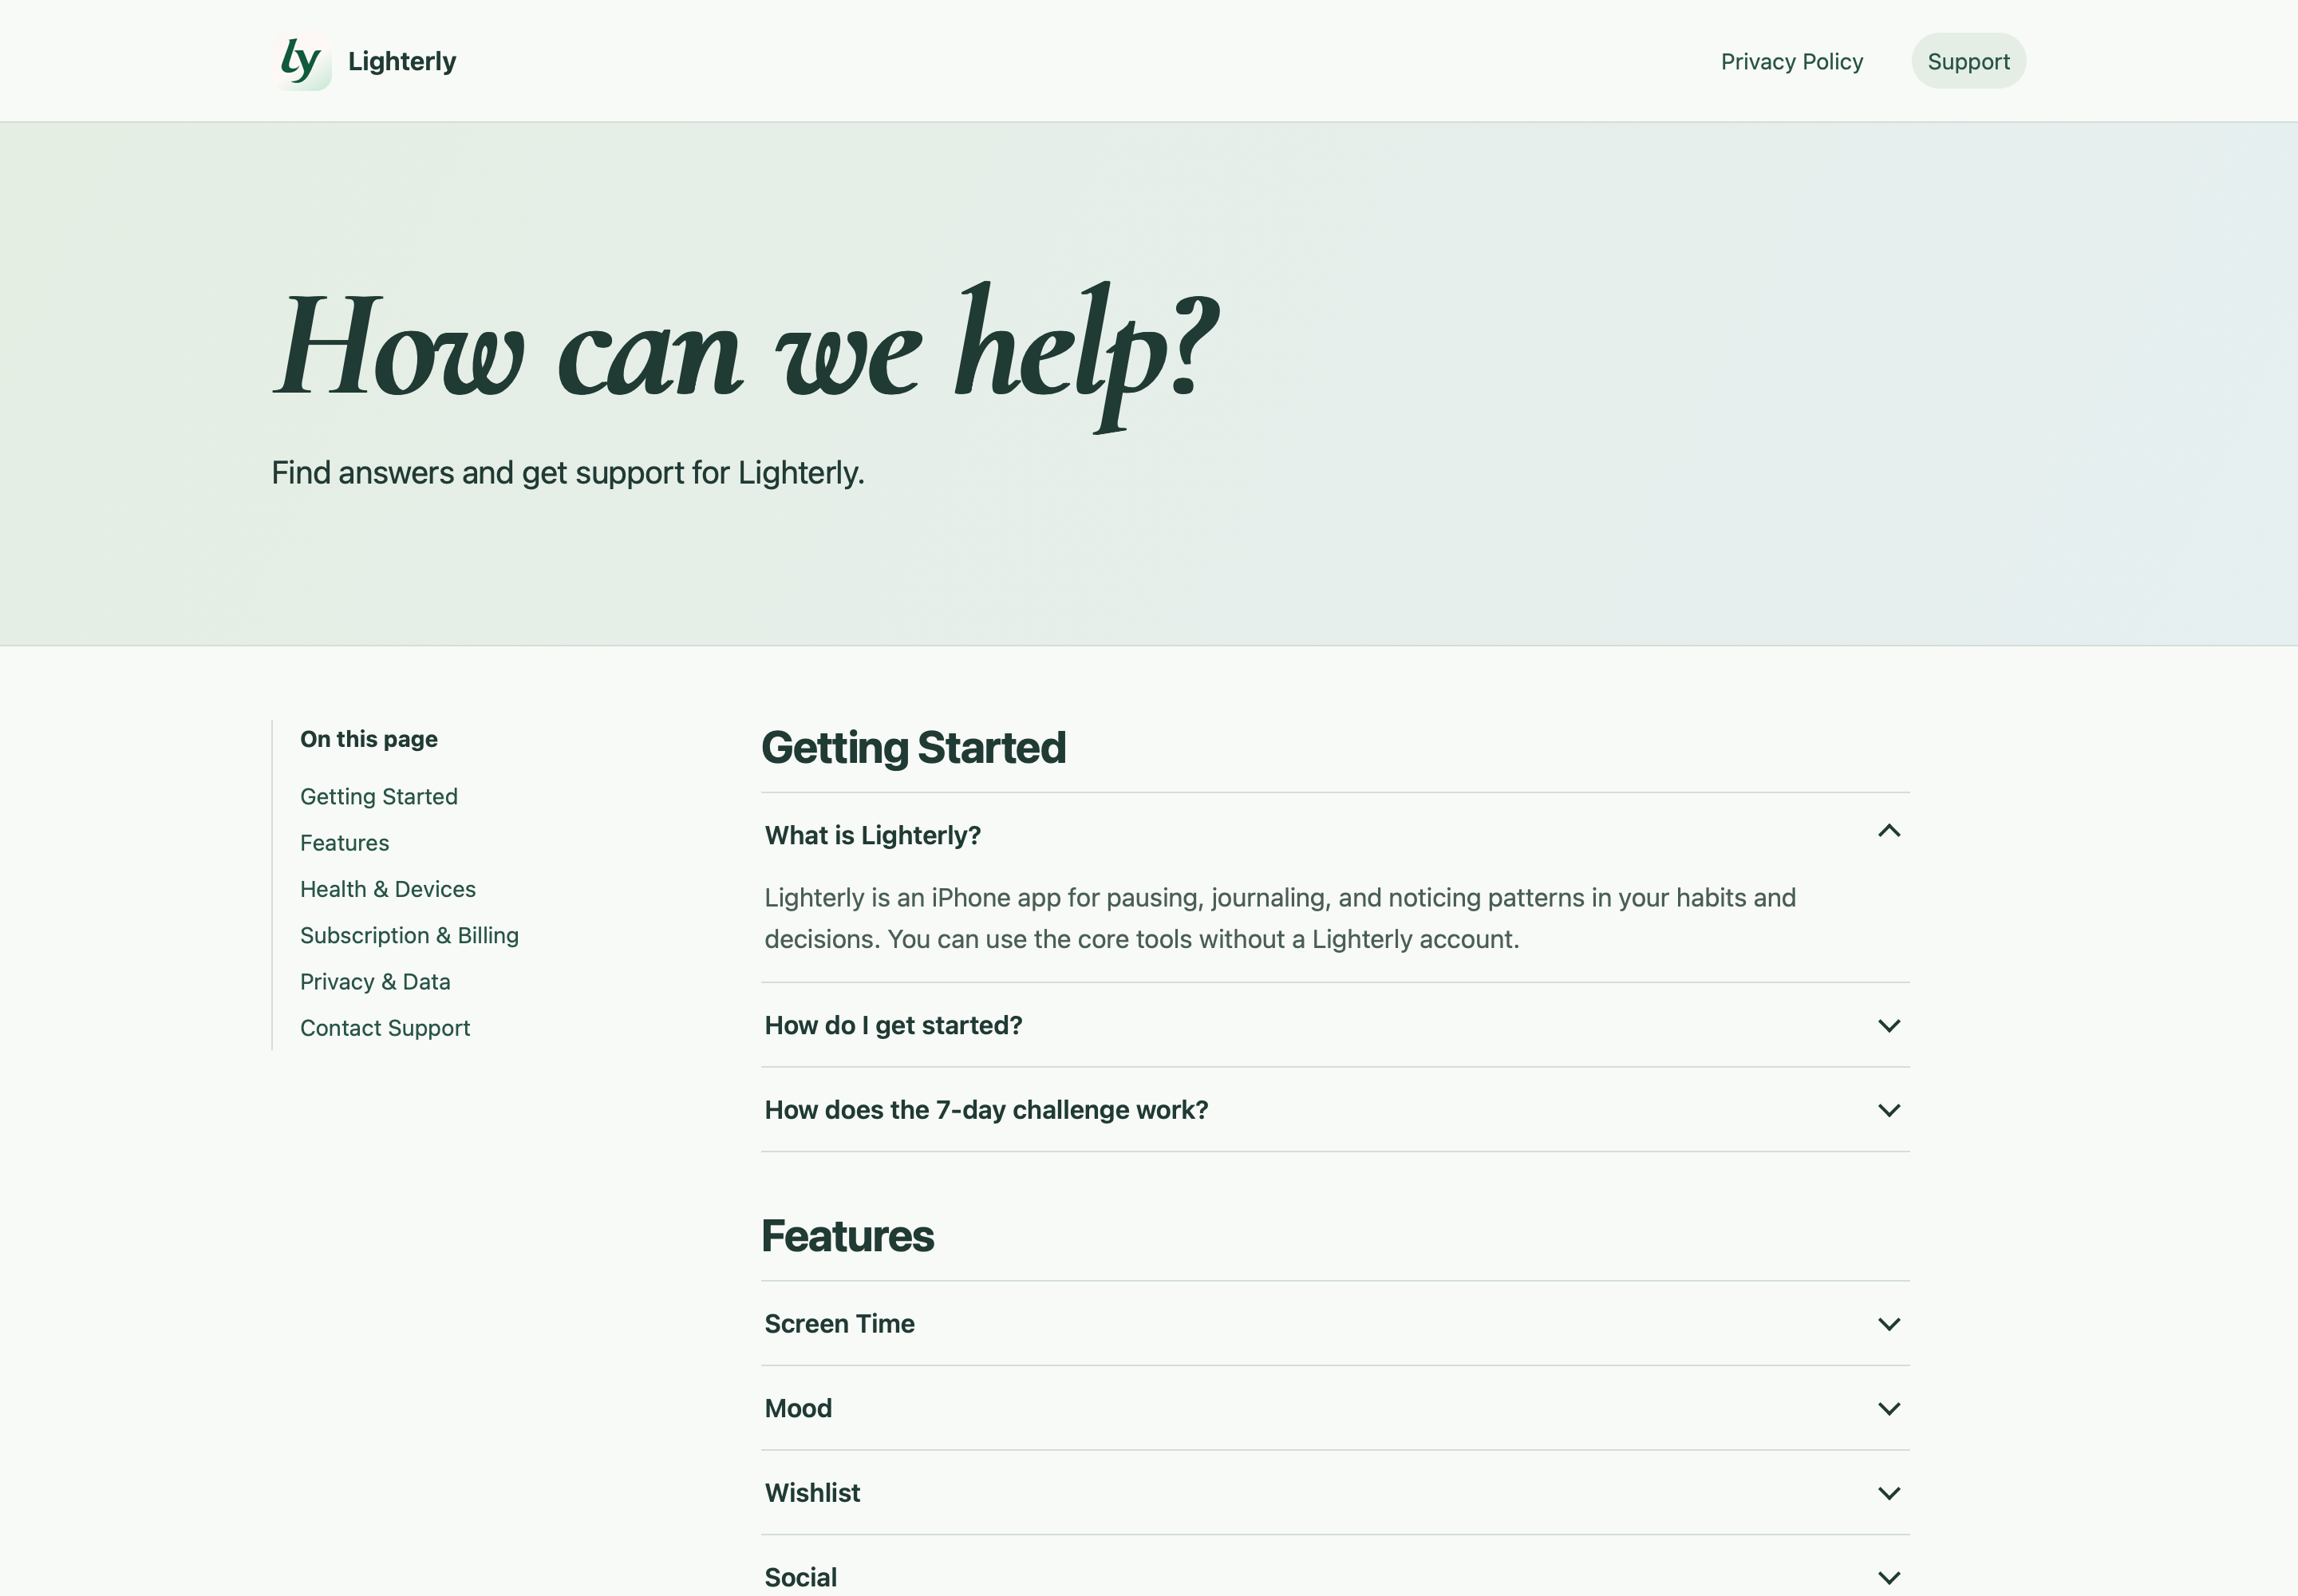 ly
Lighterly
Privacy Policy
Support
How can we help?
Find answers and get support for Lighterly.
On this page
Getting Started
Features
Health & Devices
Subscription & Billing
Privacy & Data
Contact Support
Getting Started
What is Lighterly?
Lighterly is an iPhone app for pausing, journaling, and noticing patterns in your habits and
decisions. You can use the core tools without a Lighterly account.
How do I get started?
How does the 7-day challenge work?
Features
Screen Time
Mood
Wishlist
Social